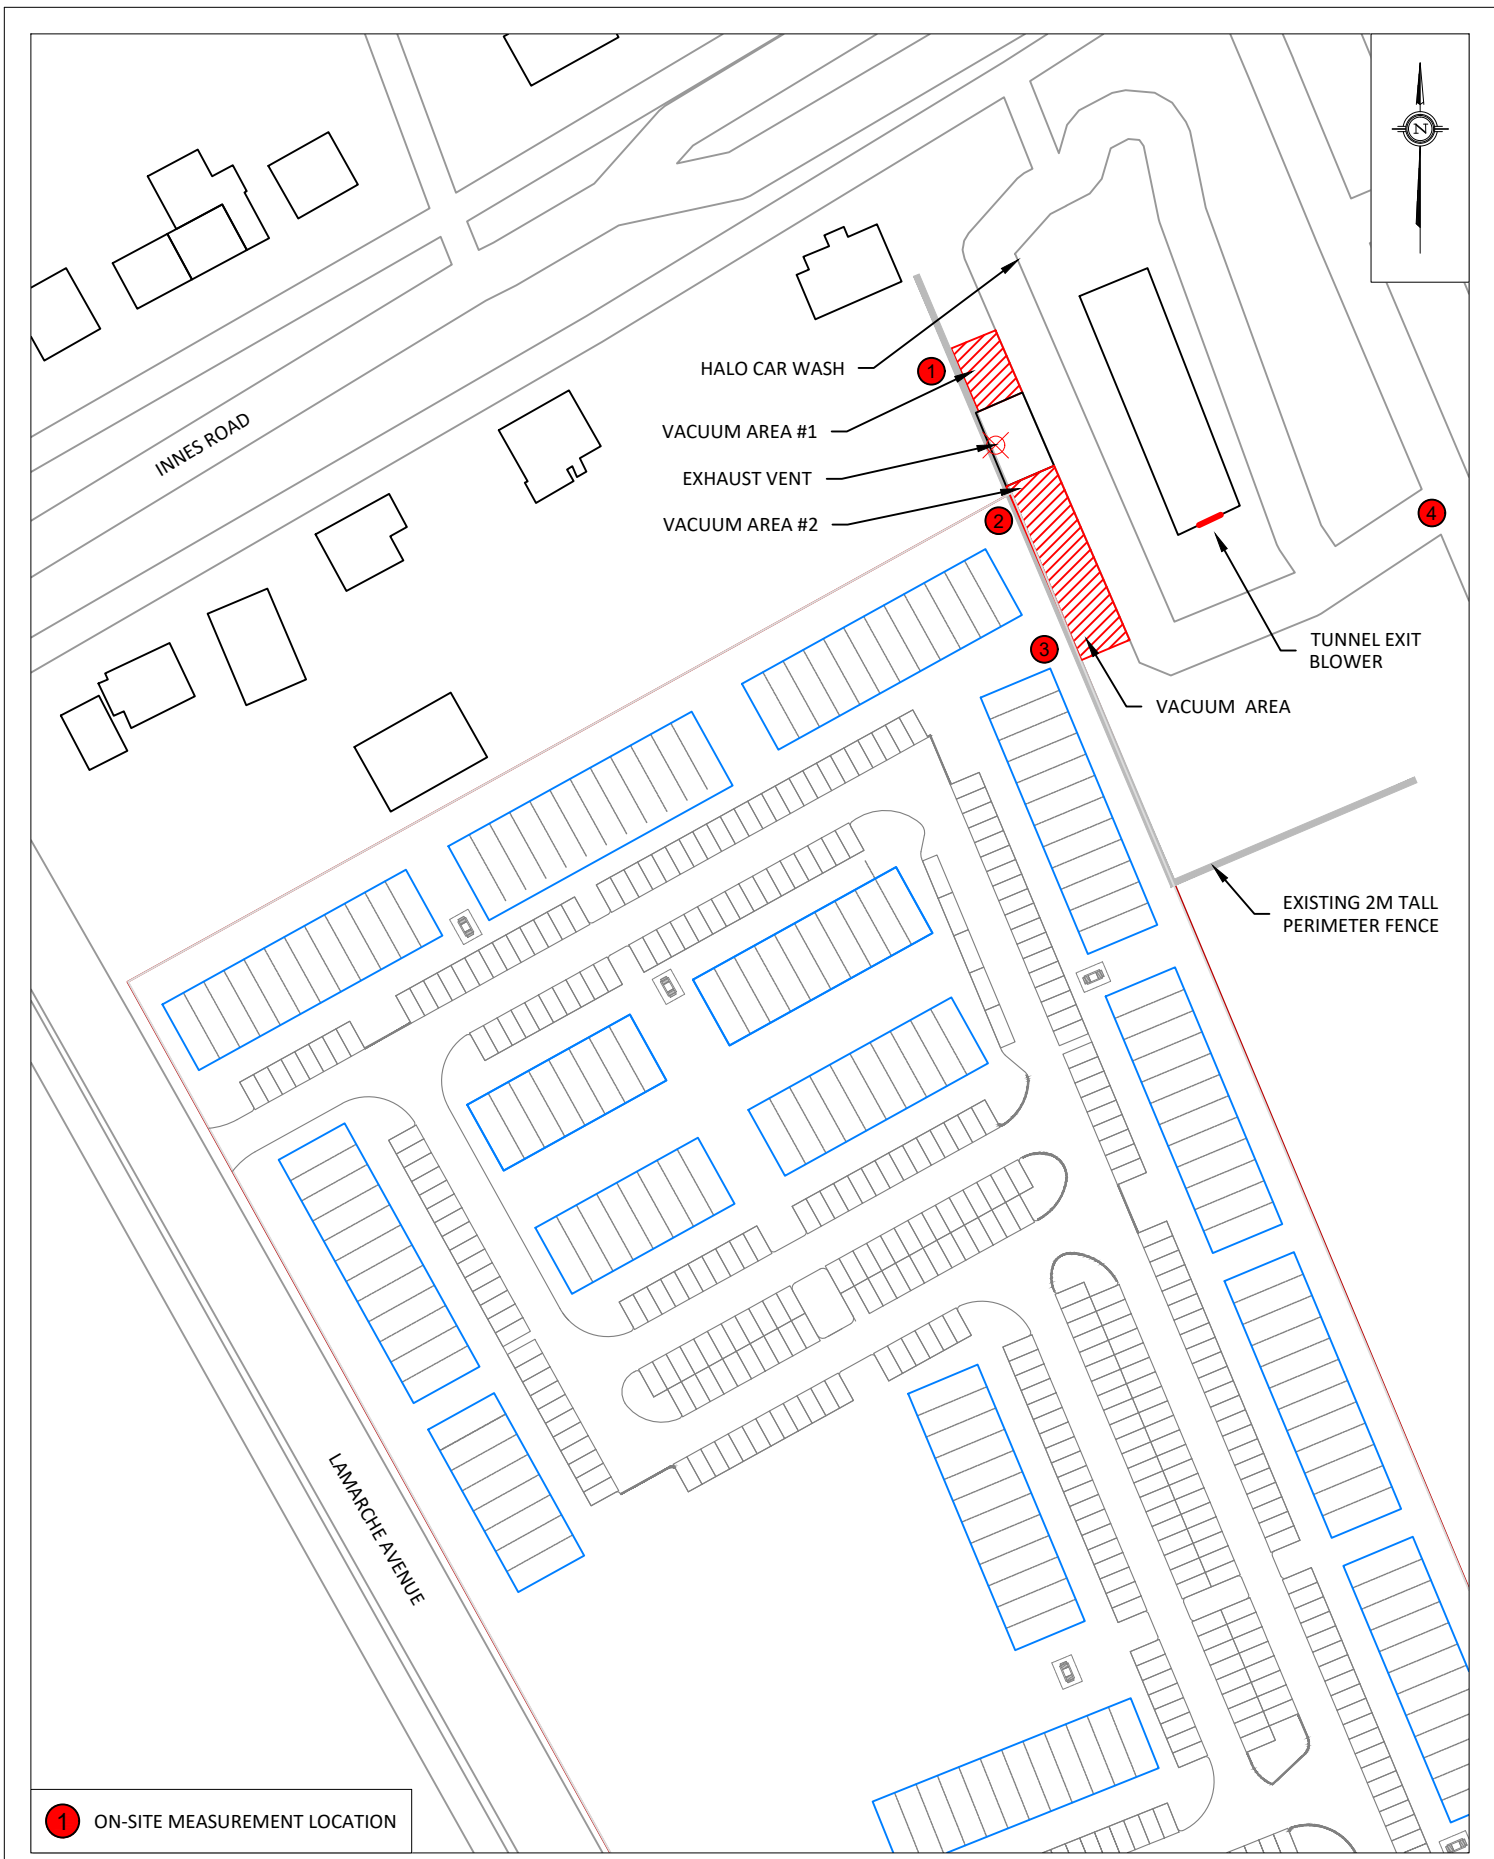 N
HALO CAR WASH
1
VACUUM AREA #1
INNES ROAD
EXHAUST VENT
VACUUM AREA #2
2
4
3
TUNNEL EXIT
BLOWER
VACUUM AREA
EXISTING 2M TALL
PERIMETER FENCE
LAMARCHE AVENUE
1 ON-SITE MEASUREMENT LOCATION